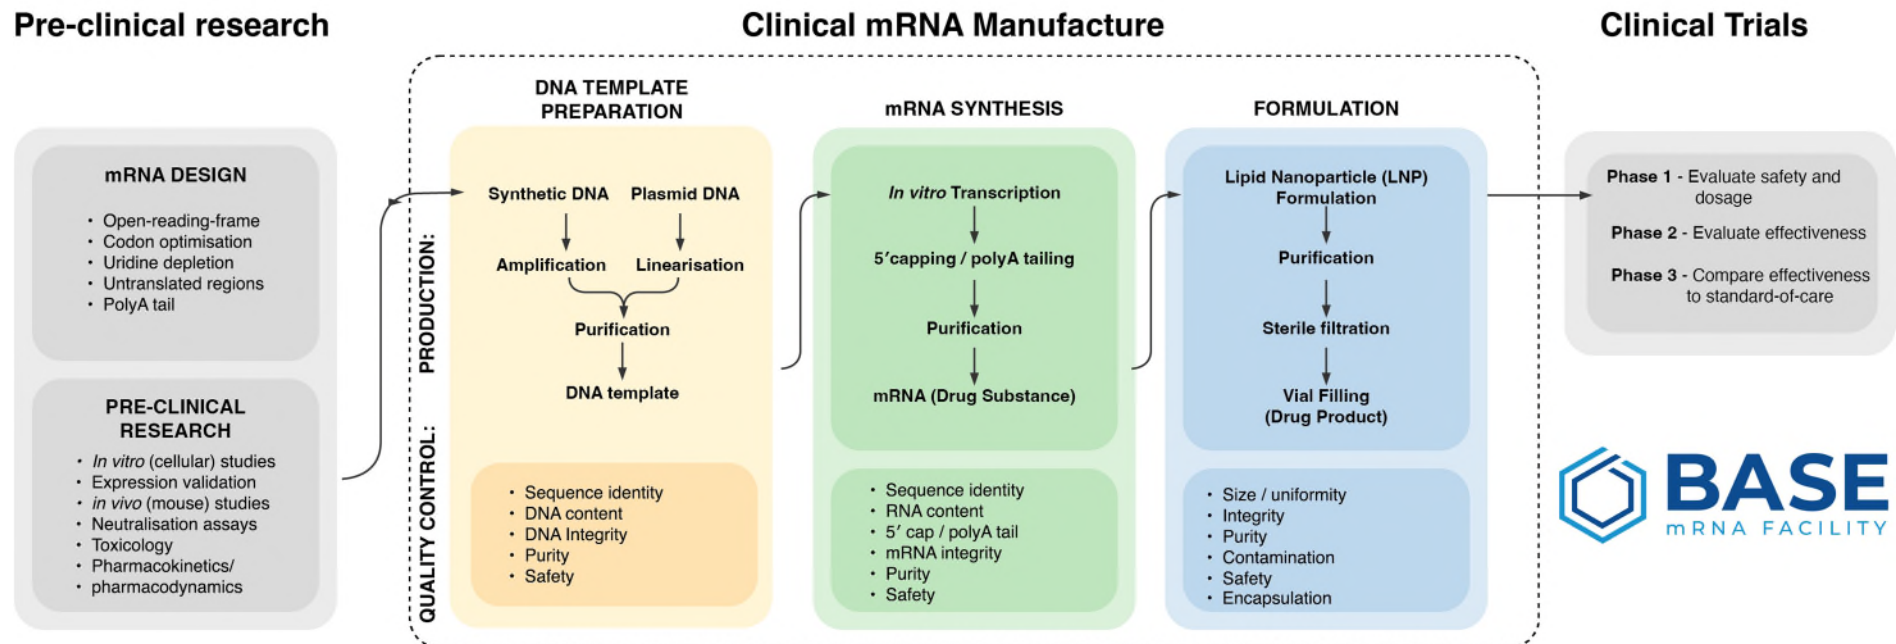 Pre-clinical research
Clinical mRNA Manufacture
Clinical Trials
mRNA DESIGN
• Open-reading-frame
• Codon optimisation
• Uridine depletion
• Untranslated regions
• PolyA tail
PRE-CLINICAL
RESEARCH
• In vitro (cellular) studies
• Expression validation
• in vivo (mouse) studies
• Neutralisation assays
• Toxicology
• Pharmacokinetics/
• pharmacodynamics
PRODUCTION:
QUALITY CONTROL:
DNA TEMPLATE
PREPARATION
Synthetic DNA Plasmid DNA
Amplification Linearisation
Purification
DNA template
• Sequence identity
• DNA content
• DNA Integrity
• Purity
• Safety
mRNA SYNTHESIS
In vitro Transcription
5′capping / polyA tailing
Purification
mRNA (Drug Substance)
• Sequence identity
• RNA content
• 5′ cap / polyA tail
• mRNA integrity
• Purity
• Safety
FORMULATION
Lipid Nanoparticle (LNP)
Formulation
Purification
Sterile filtration
Vial Filling
(Drug Product)
• Size / uniformity
• Integrity
• Purity
• Contamination
• Safety
• Encapsulation
Phase 1 - Evaluate safety and
dosage
Phase 2 - Evaluate effectiveness
Phase 3 - Compare effectiveness
to standard-of-care
BASE
mRNA FACILITY